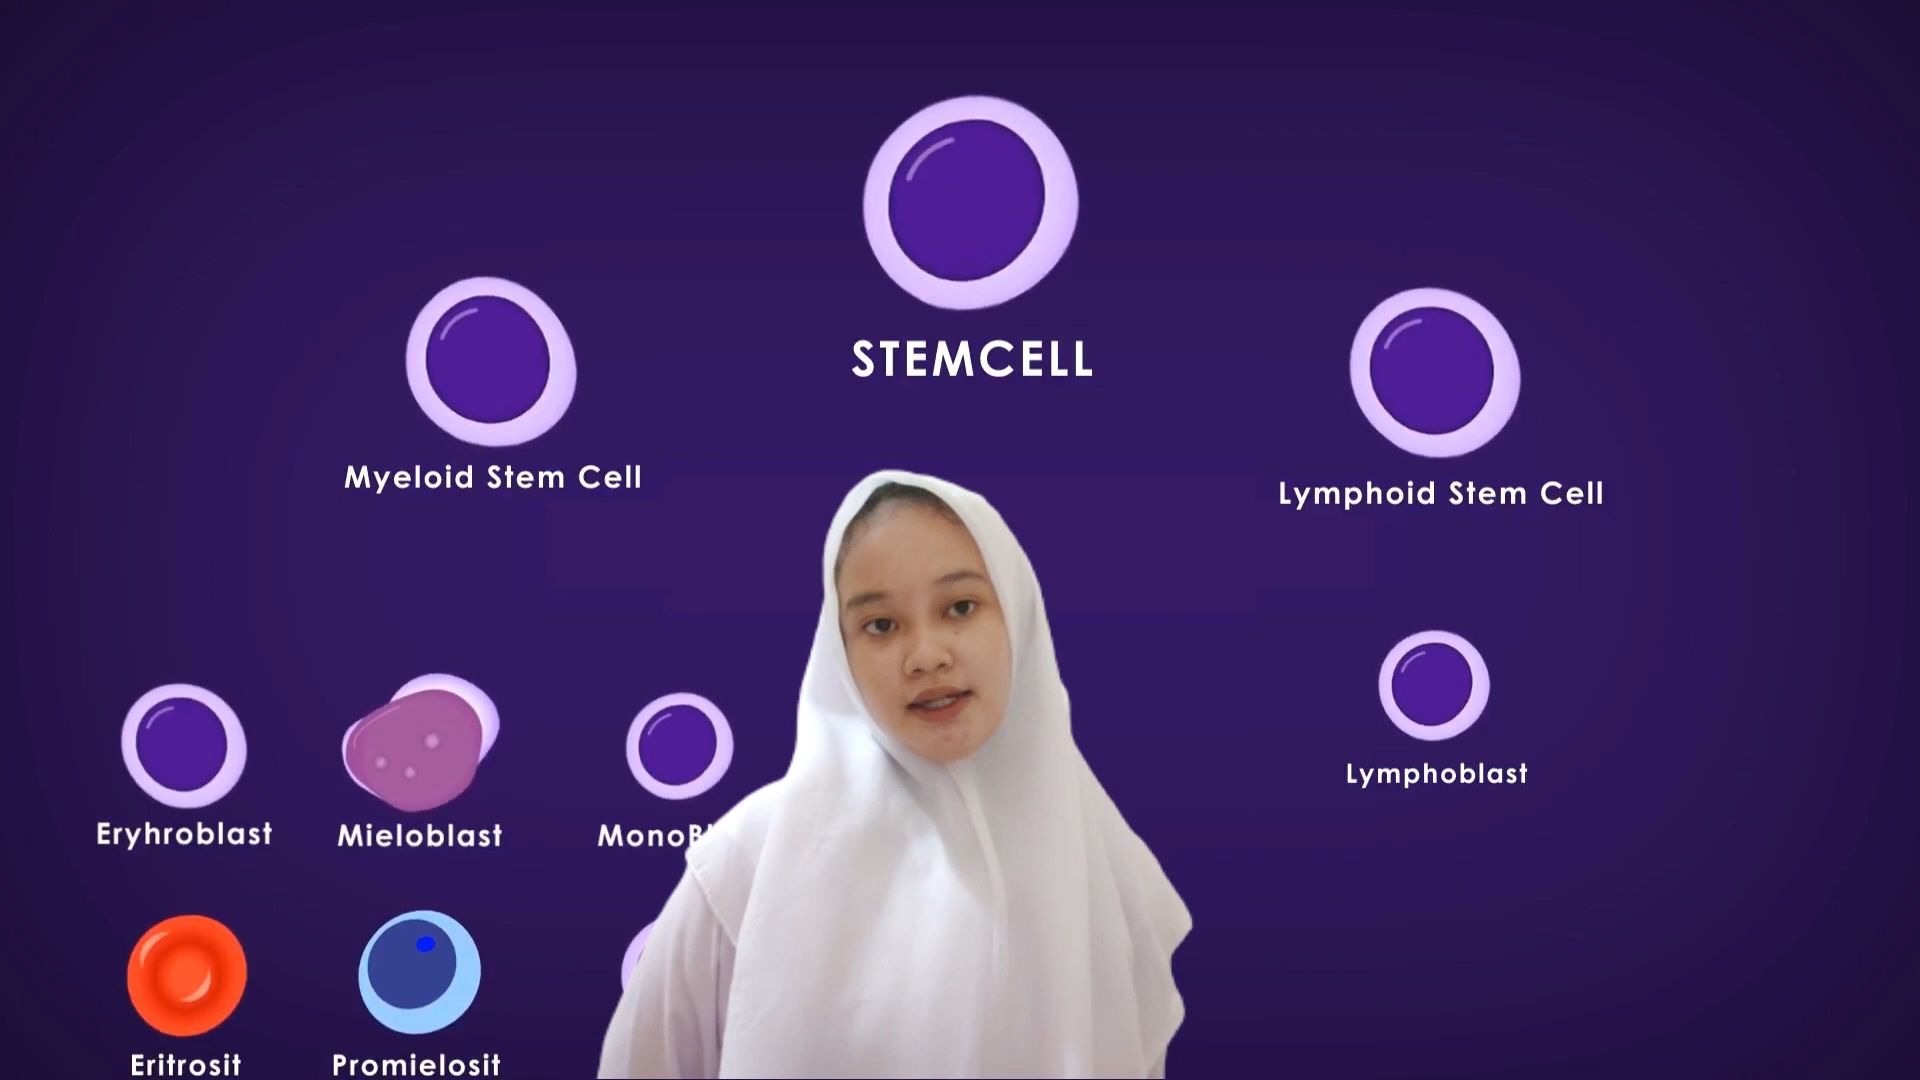 STEMCELL
Myeloid Stem Cell
Lymphoid Stem Cell
Lymphoblast
Eryhroblast
Mieloblast
Eritrosit
Promielosit